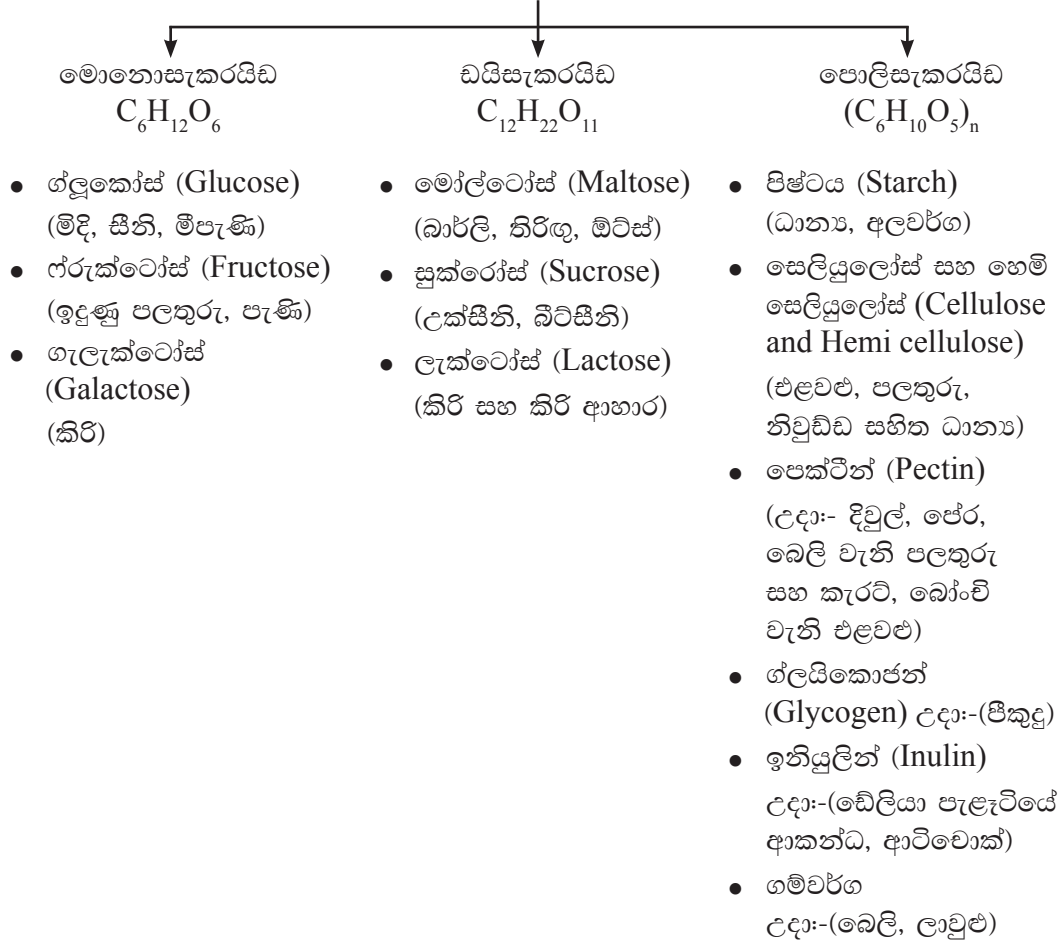 මොනොසැකරයිඩ
C₆H₁₂O₆
● ග්ලූකෝස් (Glucose)
(මිදි, සීනි, මීපැණි)
● ෆ්රුක්ටෝස් (Fructose)
(ඉදුණු පලතුරු, පැණි)
● ගැලැක්ටෝස්
(Galactose)
(කිරි)
ඩයිසැකරයිඩ
C₁₂H₂₂O₁₁
● මෝල්ටෝස් (Maltose)
(බාර්ලි, තිරිඟු, ඕට්ස්)
● සුක්රෝස් (Sucrose)
(උක්සීනි, බීට්සීනි)
● ලැක්ටෝස් (Lactose)
(කිරි සහ කිරි ආහාර)
පොලිසැකරයිඩ
(C₆H₁₀O₅)ₙ
● පිෂ්ටය (Starch)
(ධාන්‍ය, අලවර්ග)
● සෙලියුලෝස් සහ හෙමි
සෙලියුලෝස් (Cellulose
and Hemi cellulose)
(එළවළු, පලතුරු,
නිවුඩ්ඩ සහිත ධාන්‍ය)
● පෙක්ටීන් (Pectin)
(උදා:- දිවුල්, පේර,
බෙලි වැනි පලතුරු
සහ කැරට්, බෝංචි
වැනි එළවළු)
● ග්ලයිකොජන්
(Glycogen) උදා:-(පීකුදු)
● ඉනියුලින් (Inulin)
උදා:-(ඩේලියා පැළෑටියේ
ආකන්ධ, ආටිචොක්)
● ගම්වර්ග
උදා:-(බෙලි, ලාවුළු)